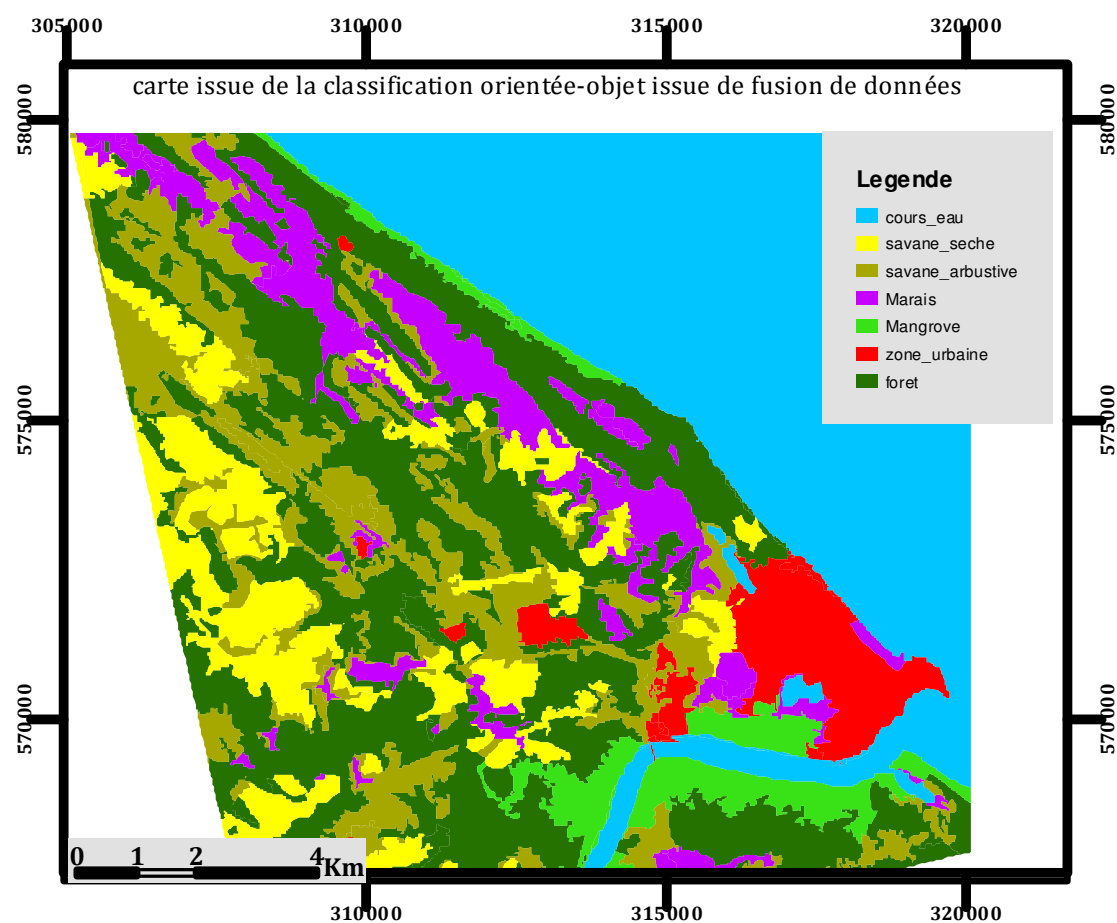 305000 310000 315000 320000
carte issue de la classification orientée-objet issue de fusion de données
580000 580000
Legende
cours_eau
savane_seche
savane_arbustive
Marais
Mangrove
zone_urbaine
foret
575000 575000
570000 570000
0 1 2 4 Km
310000 315000 320000